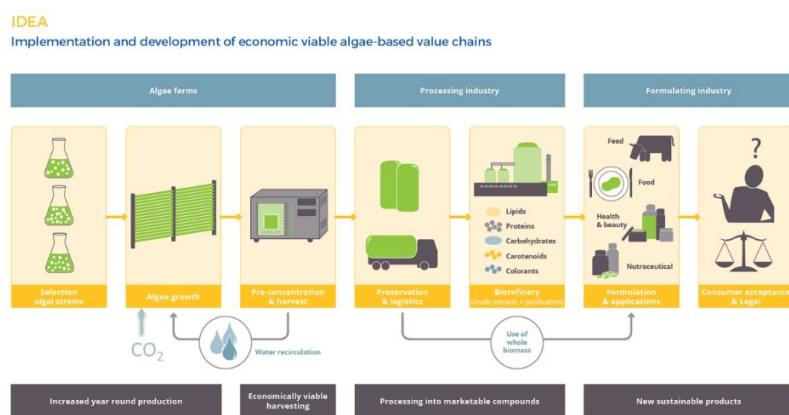 IDEA
Implementation and development of economic viable algae-based value chains
Algae farms
Processing industry
Formulating industry
Feed
?
Food
Lipids
Proteins
Carbohydrates
Carotenoids
Colorants
Health
& beauty
Nutraceutical
Selection
algal strains
Algae growth
Pre-concentration
& harvest
Preservation
& logistics
Biorefinery
(crude extracts + purification)
Formulation
& applications
Consumer acceptance
& Legal
CO2
Water recirculation
Use of
whole
biomass
Increased year round production
Economically viable
harvesting
Processing into marketable compounds
New sustainable products